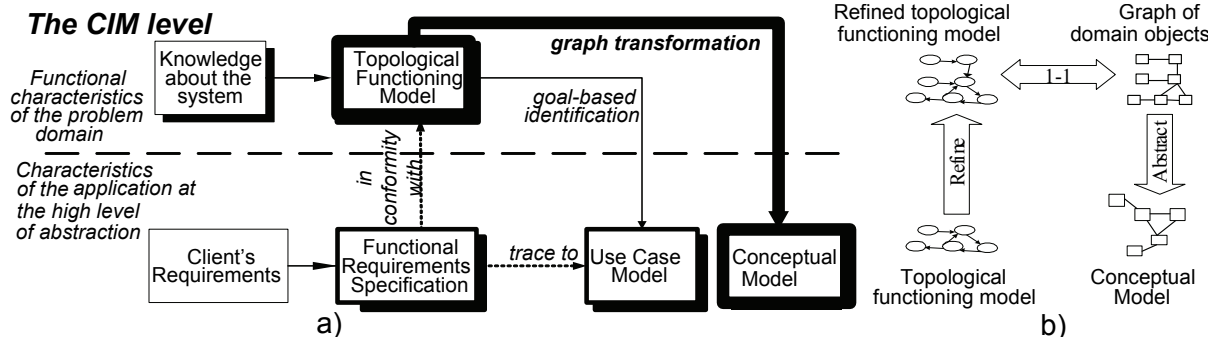 The CIM level
Functional
characteristics
of the problem
domain
Knowledge
about the
system
Topological
Functioning
Model
graph transformation
goal-based
identification
in
conformity
with
Characteristics
of the application at
the high level
of abstraction
Client's
Requirements
Functional
Requirements
Specification
trace to
Use Case
Model
Conceptual
Model
a)
Refined topological
functioning model
Graph of
domain objects
1-1
Refine
Abstract
Topological
functioning model
Conceptual
Model
b)